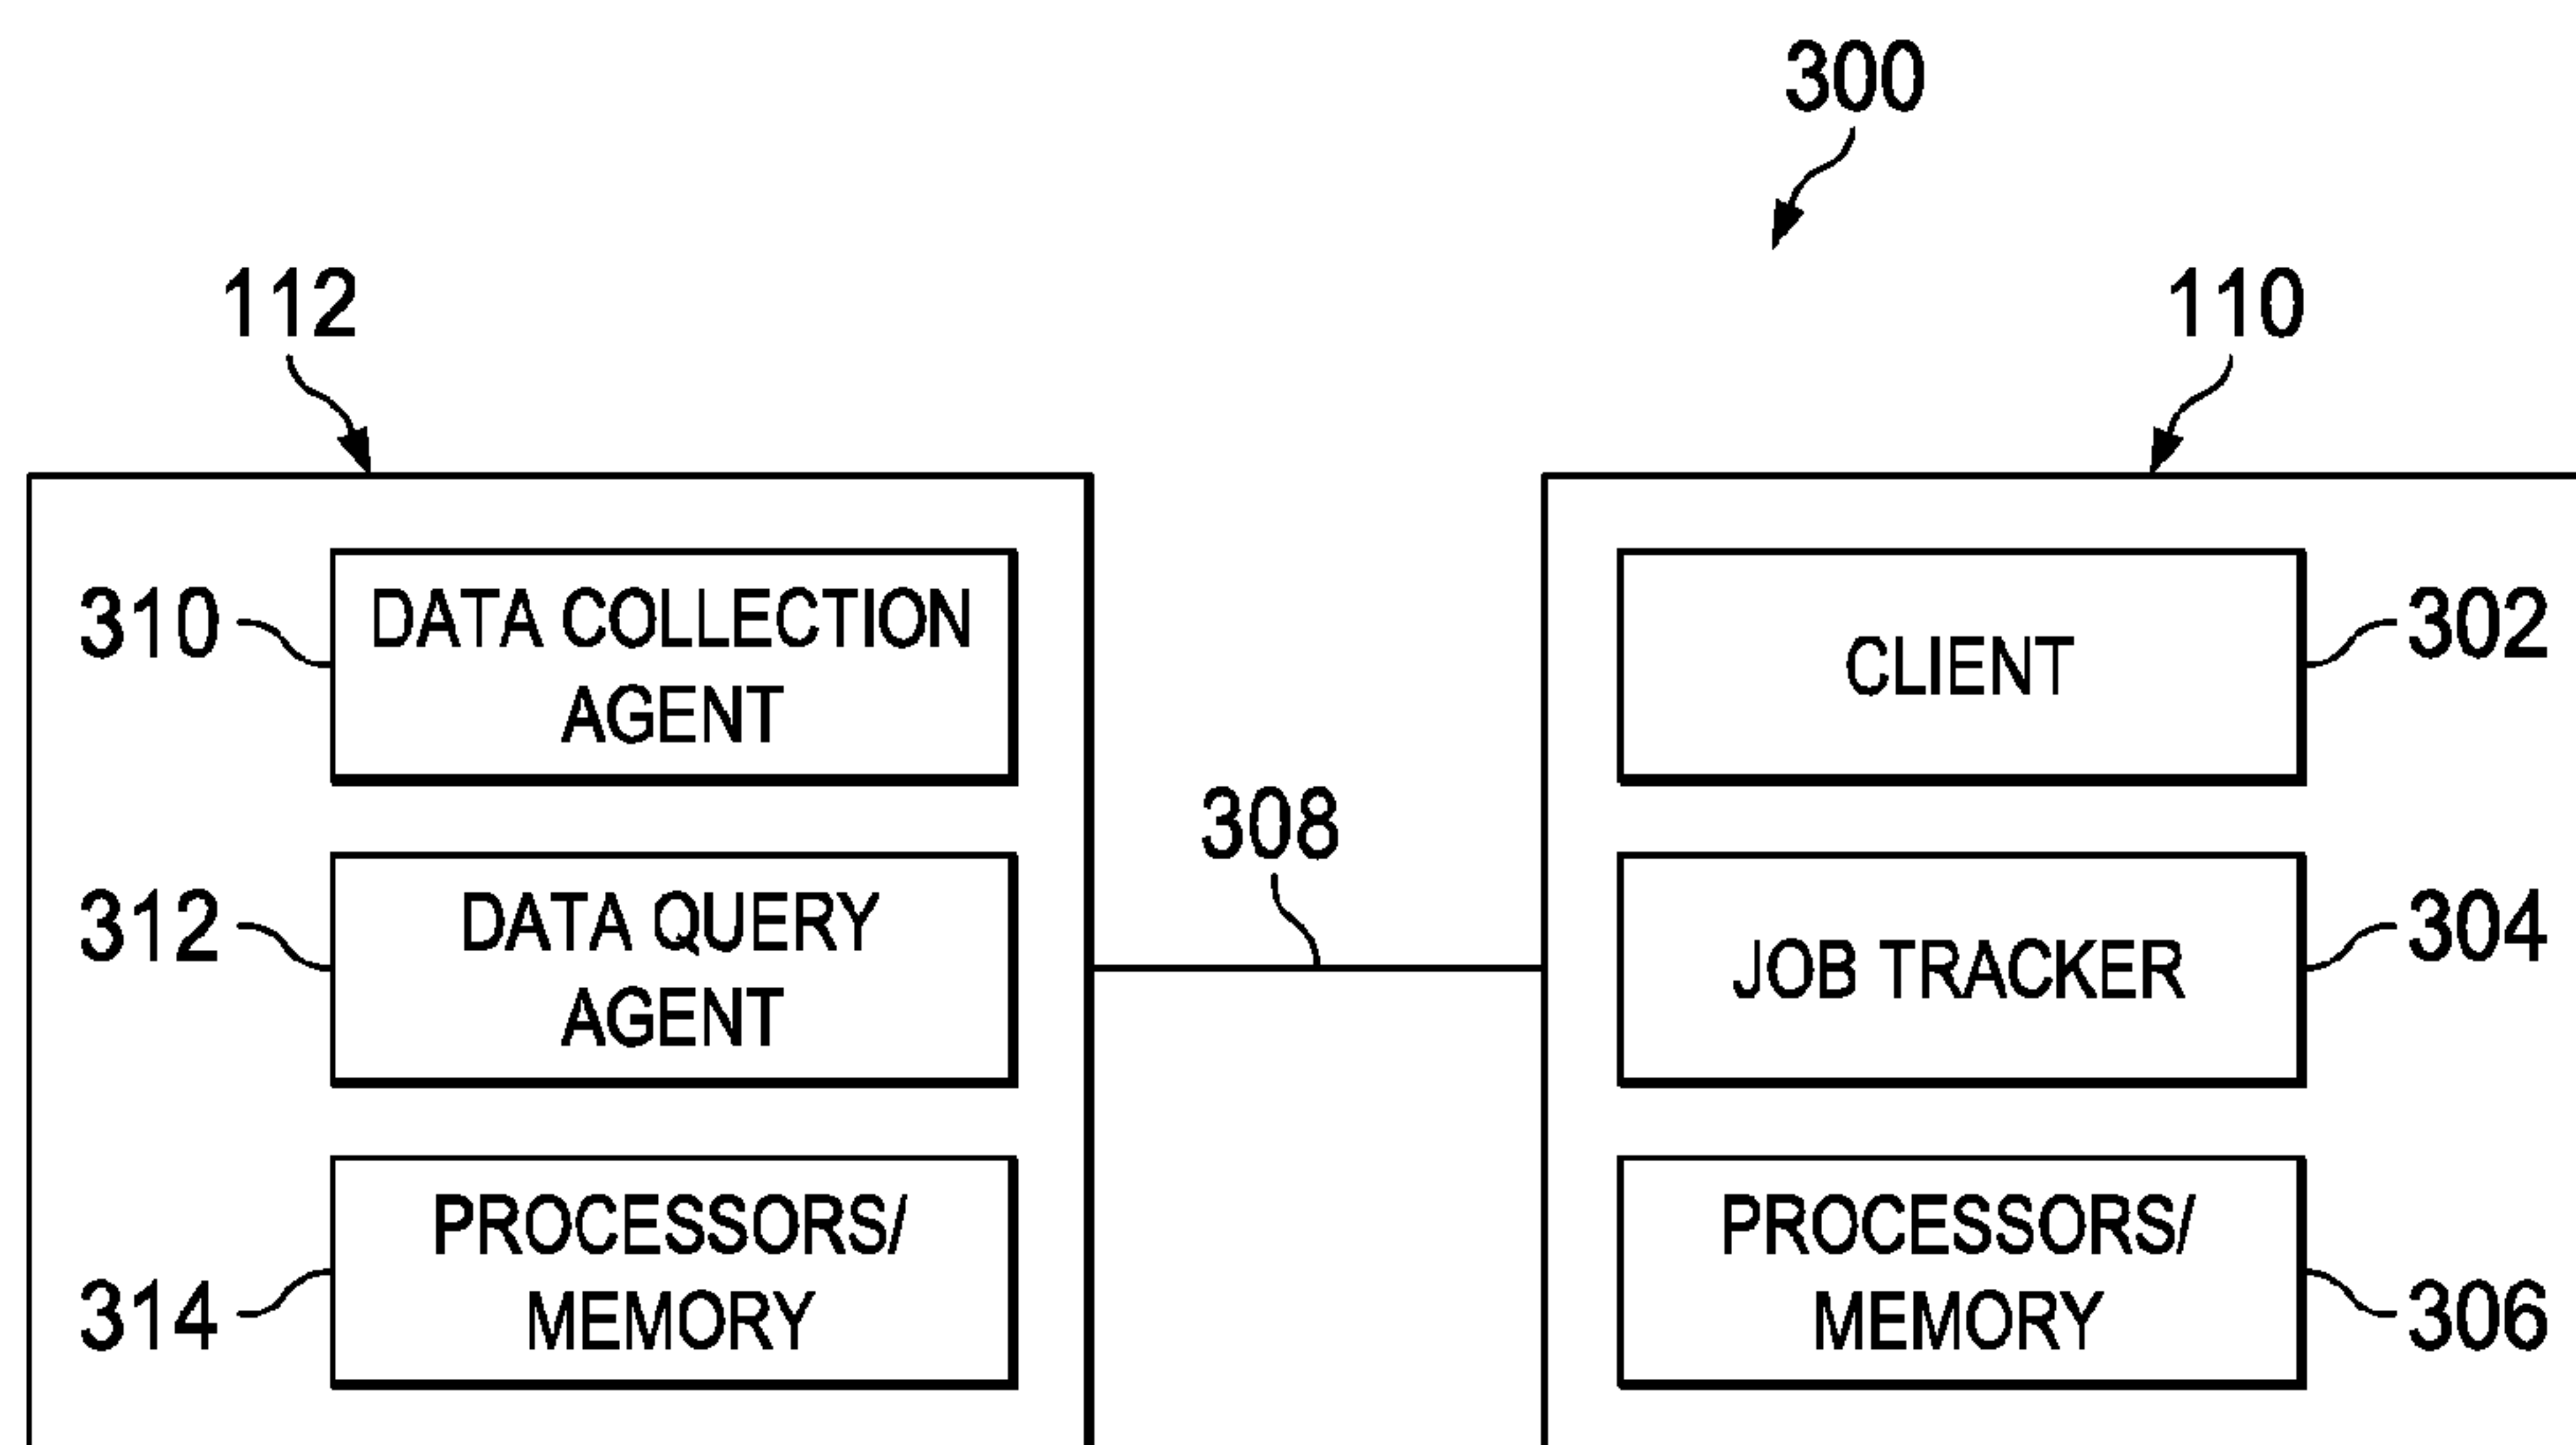 300
112
110
310
DATA COLLECTION
AGENT
CLIENT
302
308
312
DATA QUERY
AGENT
JOB TRACKER
304
314
PROCESSORS/
MEMORY
PROCESSORS/
MEMORY
306